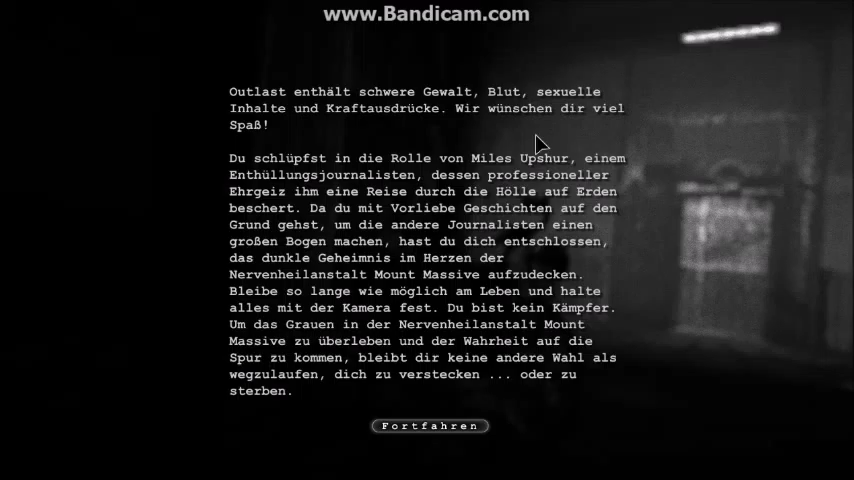 www.Bandicam.com
Outlast enthält schwere Gewalt, Blut, sexuelle
Inhalte und Kraftausdrücke. Wir wünschen dir viel
Spaß!
Du schlüpfst in die Rolle von Miles Upshur, einem
Enthüllungsjournalisten, dessen professioneller
Ehrgeiz ihm eine Reise durch die Hölle auf Erden
beschert. Da du mit Vorliebe Geschichten auf den
Grund gehst, um die andere Journalisten einen
großen Bogen machen, hast du dich entschlossen,
das dunkle Geheimnis im Herzen der
Nervenheilanstalt Mount Massive aufzudecken.
Bleibe so lange wie möglich am Leben und halte
alles mit der Kamera fest. Du bist kein Kämpfer.
Um das Grauen in der Nervenheilanstalt Mount
Massive zu überleben und der Wahrheit auf die
Spur zu kommen, bleibt dir keine andere Wahl als
wegzulaufen, dich zu verstecken ... oder zu
sterben.
Fortfahren